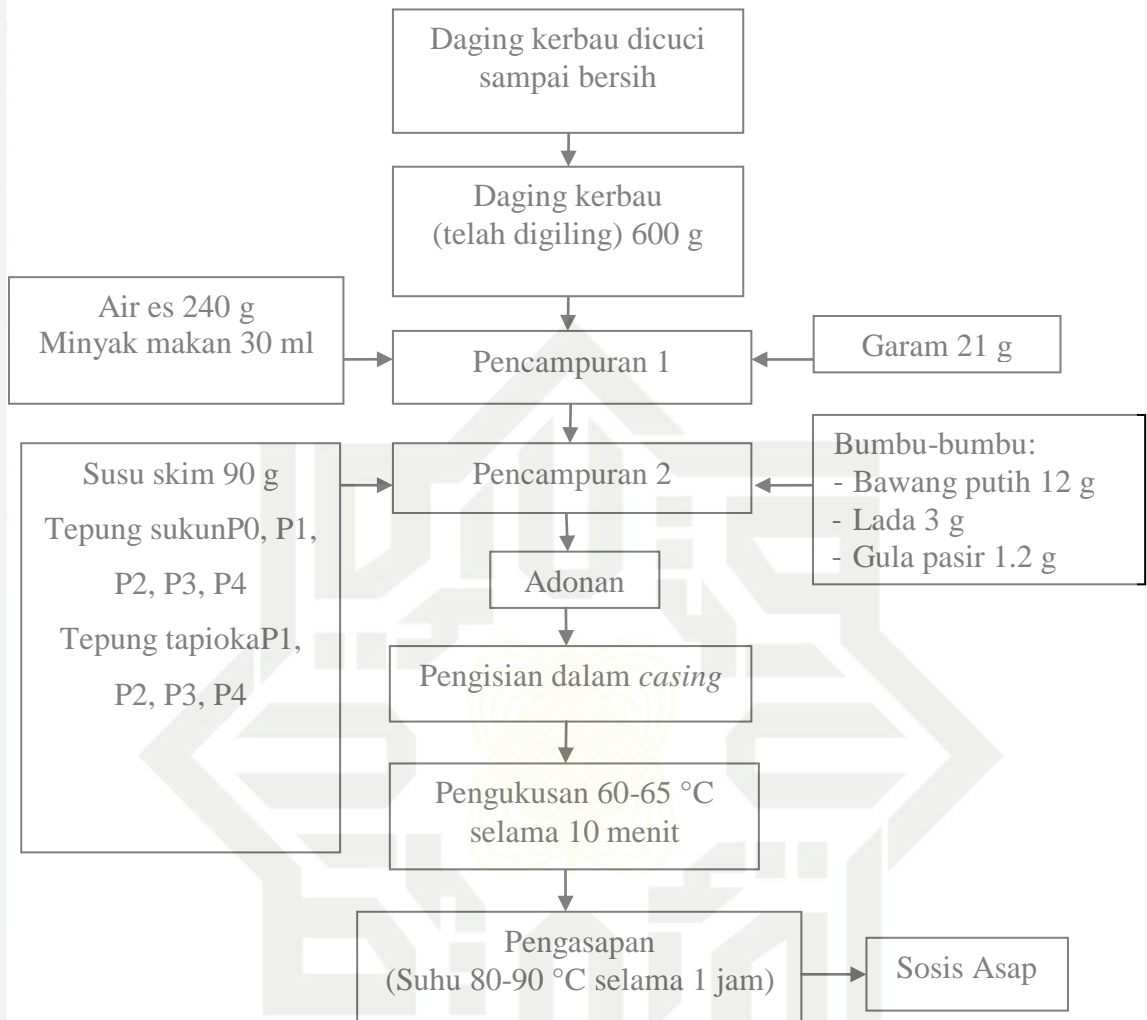 Daging kerbau dicuci
sampai bersih
Daging kerbau
(telah digiling) 600 g
Air es 240 g
Minyak makan 30 ml
Pencampuran 1
Garam 21 g
Susu skim 90 g
Tepung sukunP0, P1,
P2, P3, P4
Tepung tapiokaP1,
P2, P3, P4
Pencampuran 2
Bumbu-bumbu:
- Bawang putih 12 g
- Lada 3 g
- Gula pasir 1.2 g
Adonan
Pengisian dalam casing
Pengukusan 60-65 °C
selama 10 menit
Pengasapan
(Suhu 80-90 °C selama 1 jam)
Sosis Asap